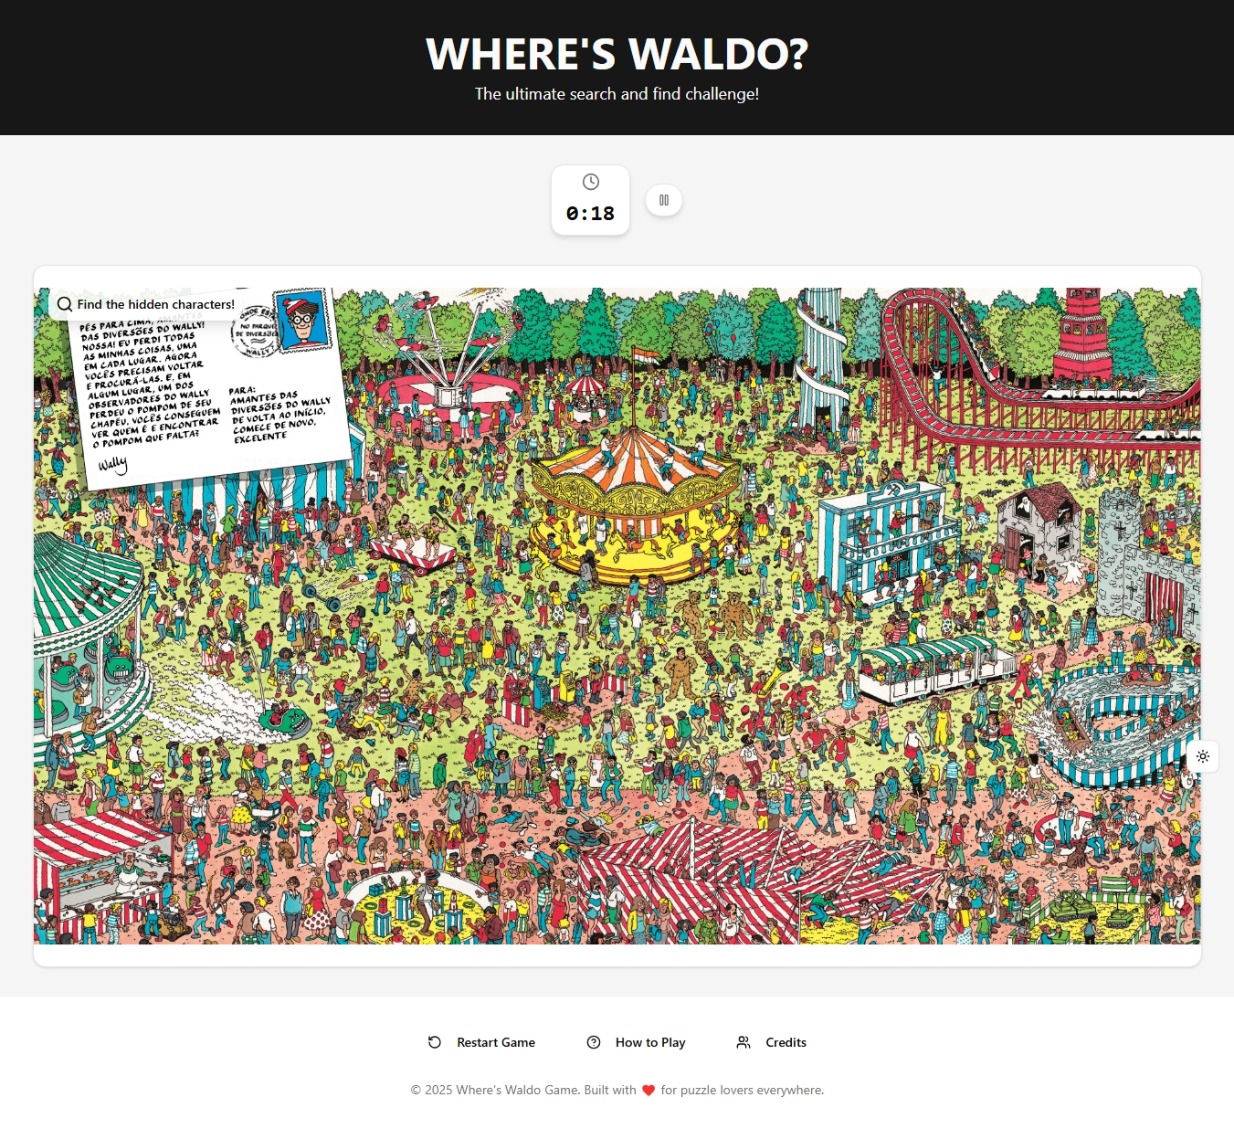 WHERE'S WALDO?
The ultimate search and find challenge!
0:18
Find the hidden characters!
PÉS PARA CIMA, AMANTES
DAS DIVERSÕES DO WALLY!
NOSSA! EU PERDI TODAS
AS MINHAS COISAS, UMA
EM CADA LUGAR. AGORA
VOCÊS PRECISAM VOLTAR
E PROCURÁ-LAS. E, EM
ALGUM LUGAR, UM DOS
OBSERVADORES DO WALLY
PERDEU O POMPOM DE SEU
CHAPÉU. VOCÊS CONSEGUEM
VER QUEM É E ENCONTRAR
O POMPOM QUE FALTA?
Wally
NO PARQUE
DE DIVERSÕES
WALLY?
PARA:
AMANTES DAS
DIVERSÕES DO WALLY
DE VOLTA AO INÍCIO,
COMECE DE NOVO,
EXCELENTE
Restart Game
How to Play
Credits
© 2025 Where's Waldo Game. Built with ❤️ for puzzle lovers everywhere.